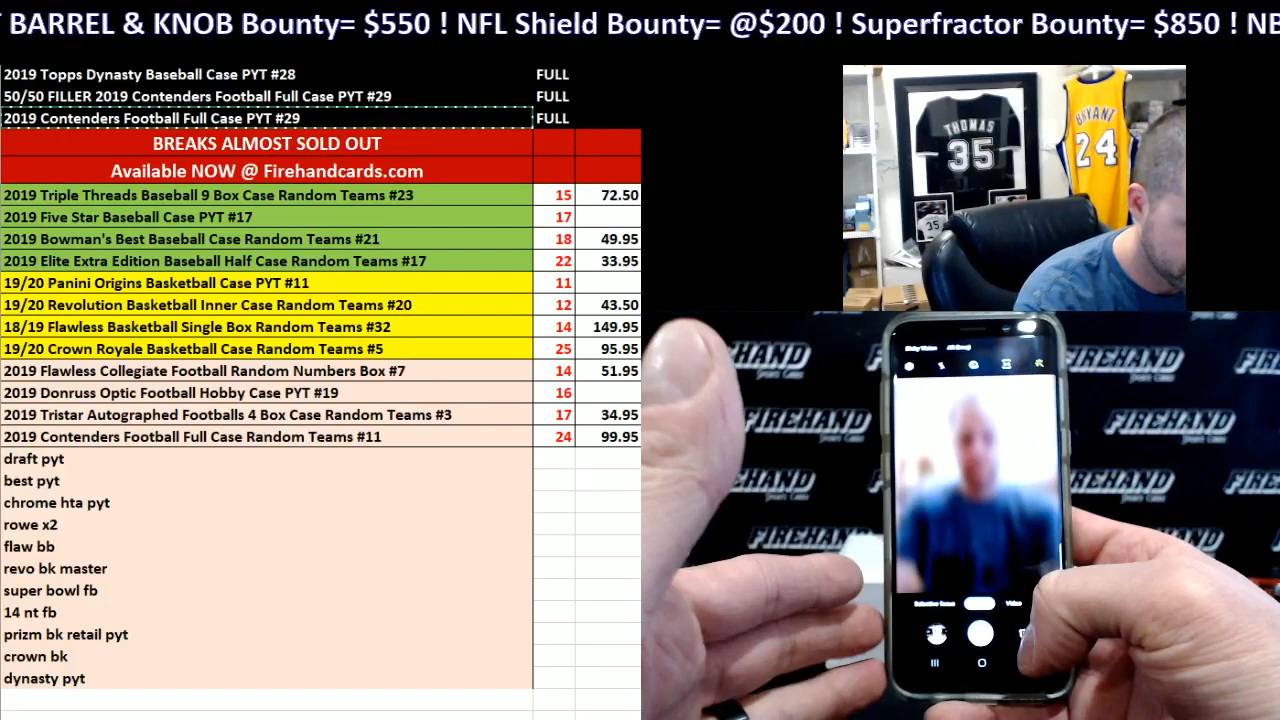 BARREL & KNOB Bounty= $550 ! NFL Shield Bounty= @$200 ! Superfractor Bounty= $850 !
2019 Topps Dynasty Baseball Case PYT #28 FULL
50/50 FILLER 2019 Contenders Football Full Case PYT #29 FULL
2019 Contenders Football Full Case PYT #29 FULL
BREAKS ALMOST SOLD OUT
Available NOW @ Firehandcards.com
2019 Triple Threads Baseball 9 Box Case Random Teams #23 15 72.50
2019 Five Star Baseball Case PYT #17 17
2019 Bowman's Best Baseball Case Random Teams #21 18 49.95
2019 Elite Extra Edition Baseball Half Case Random Teams #17 22 33.95
19/20 Panini Origins Basketball Case PYT #11 11
19/20 Revolution Basketball Inner Case Random Teams #20 12 43.50
18/19 Flawless Basketball Single Box Random Teams #32 14 149.95
19/20 Crown Royale Basketball Case Random Teams #5 25 95.95
2019 Flawless Collegiate Football Random Numbers Box #7 14 51.95
2019 Donruss Optic Football Hobby Case PYT #19 16
2019 Tristar Autographed Footballs 4 Box Case Random Teams #3 17 34.95
2019 Contenders Football Full Case Random Teams #11 24 99.95
draft pyt
best pyt
chrome hta pyt
rowe x2
flaw bb
revo bk master
super bowl fb
14 nt fb
prizm bk retail pyt
crown bk
dynasty pyt
THOMAS
35
35
BRYANT
24
FIREHAND
FIREHAND
FIREHAND
FIREHAND
FIREHAND
Selective focus
Video